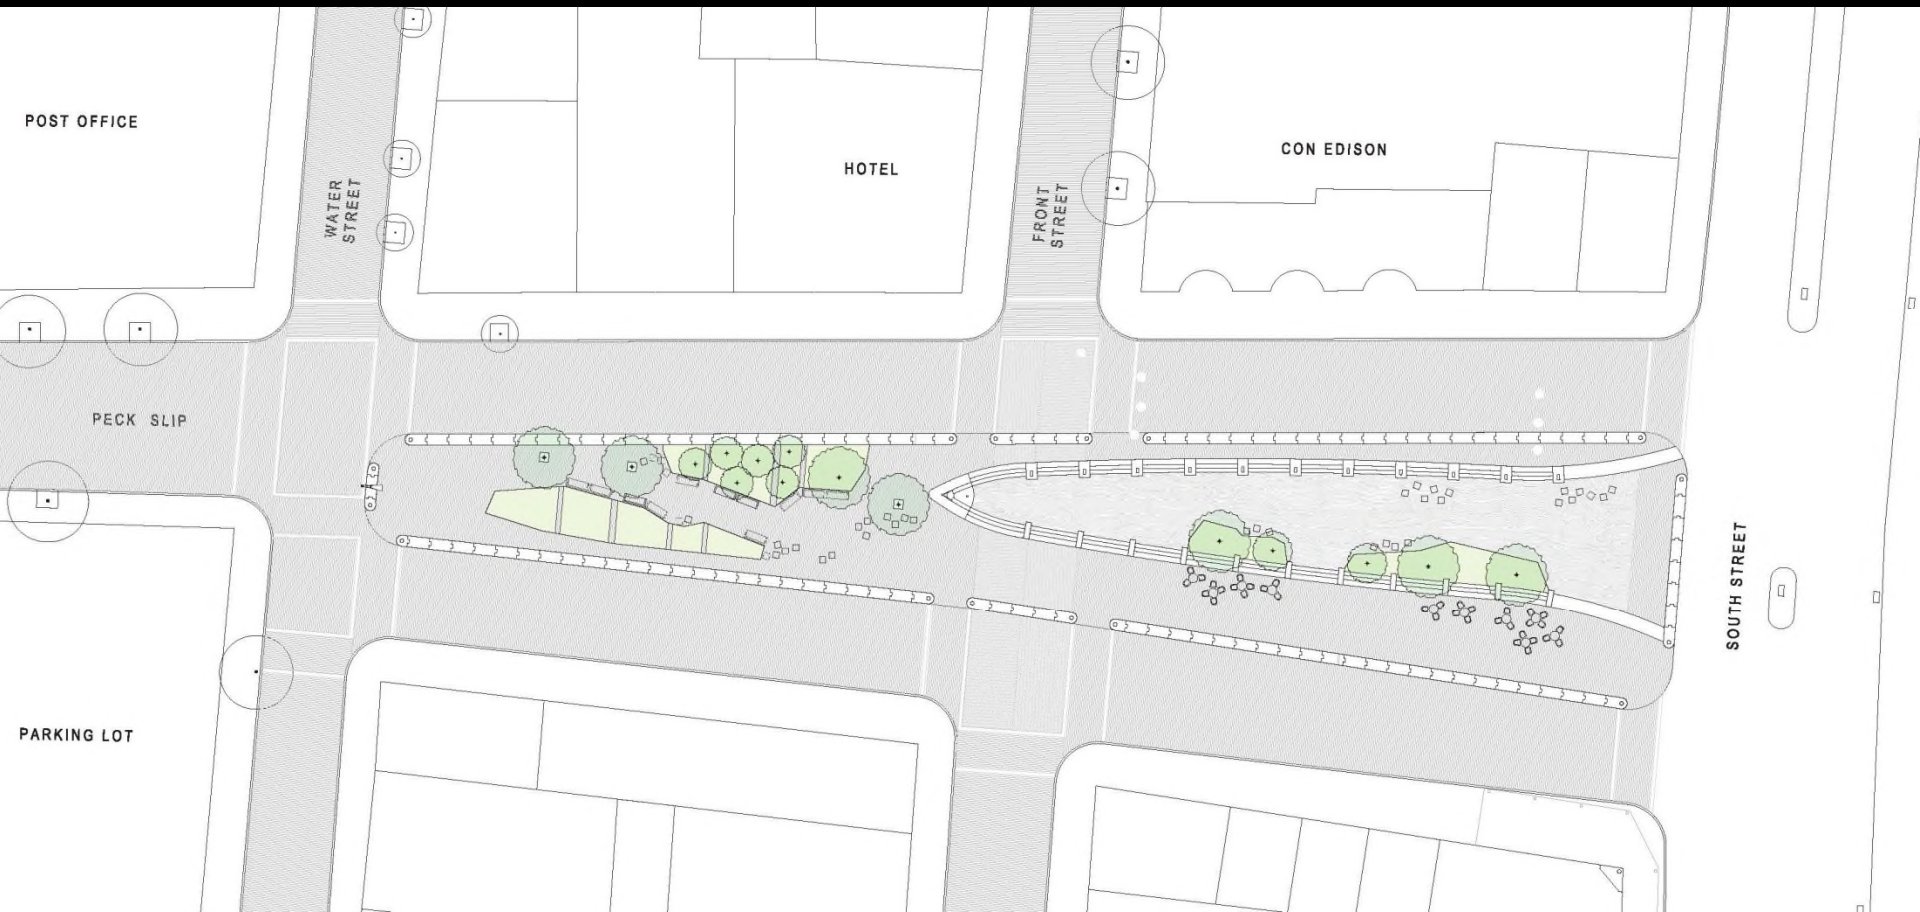 POST OFFICE
HOTEL
CON EDISON
WATER
STREET
FRONT
STREET
PECK SLIP
SOUTH STREET
PARKING LOT